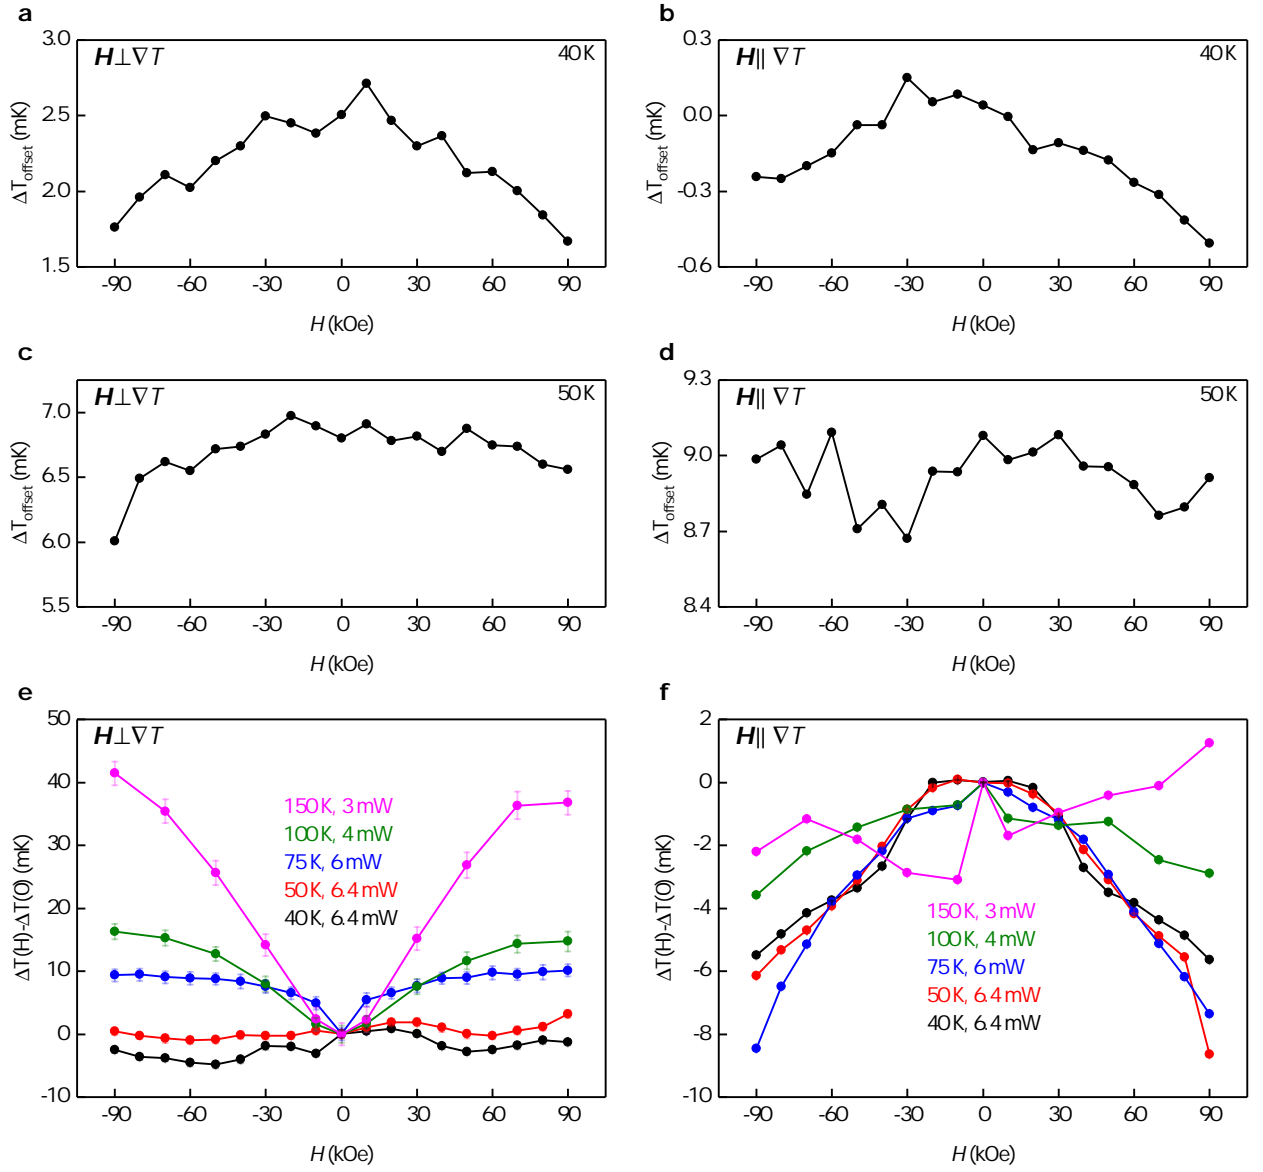 a
H⊥∇T
40K
3.0
2.5
2.0
1.5
ΔT_offset (mK)
-90 -60 -30 0 30 60 90
H (kOe)
b
H|| ∇T
40K
0.3
0.0
-0.3
-0.6
ΔT_offset (mK)
-90 -60 -30 0 30 60 90
H (kOe)
c
H⊥∇T
50K
7.0
6.5
6.0
5.5
ΔT_offset (mK)
-90 -60 -30 0 30 60 90
H (kOe)
d
H|| ∇T
50K
9.3
9.0
8.7
8.4
ΔT_offset (mK)
-90 -60 -30 0 30 60 90
H (kOe)
e
H⊥∇T
50
40
30
20
10
0
-10
ΔT(H)-ΔT(0) (mK)
150K, 3mW
100K, 4mW
75K, 6mW
50K, 6.4mW
40K, 6.4mW
-90 -60 -30 0 30 60 90
H (kOe)
f
H|| ∇T
2
0
-2
-4
-6
-8
-10
ΔT(H)-ΔT(0) (mK)
150K, 3mW
100K, 4mW
75K, 6mW
50K, 6.4mW
40K, 6.4mW
-90 -60 -30 0 30 60 90
H (kOe)